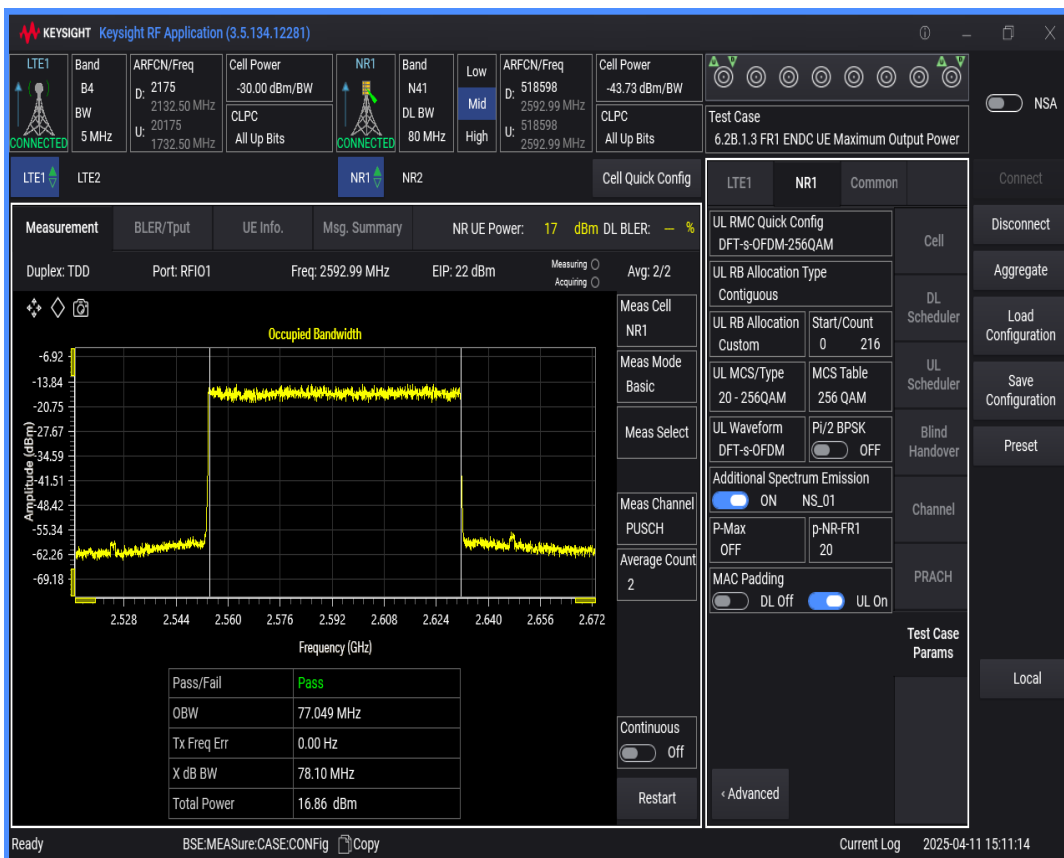 KEYSIGHT Keysight RF Application (3.5.134.12281)
LTE1 Band ARFCN/Freq Cell Power NR1 Band Low ARFCN/Freq Cell Power
B4 D: 2175 -30.00 dBm/BW N41 D: 518598 -43.73 dBm/BW
2132.50 MHz Mid 2592.99 MHz
BW CLPC DL BW CLPC Test Case
U: 20175 U: 518598
CONNECTED 5 MHz 1732.50 MHz All Up Bits CONNECTED 80 MHz High 2592.99 MHz All Up Bits 6.2B.1.3 FR1 ENDC UE Maximum Output Power
NSA
LTE1 LTE2 NR1 NR2 Cell Quick Config
Measurement BLER/Tput UE Info. Msg. Summary NR UE Power: 17 dBm DL BLER: — %
Duplex: TDD Port: RFIO1 Freq: 2592.99 MHz EIP: 22 dBm Measuring Avg: 2/2
Acquiring
Occupied Bandwidth
Amplitude (dBm)
-6.92
-13.84
-20.75
-27.67
-34.59
-41.51
-48.42
-55.34
-62.26
-69.18
2.528 2.544 2.560 2.576 2.592 2.608 2.624 2.640 2.656 2.672
Frequency (GHz)
Pass/Fail Pass
OBW 77.049 MHz
Tx Freq Err 0.00 Hz
X dB BW 78.10 MHz
Total Power 16.86 dBm
Meas Cell
NR1
Meas Mode
Basic
Meas Select
Meas Channel
PUSCH
Average Count
2
Continuous
Off
Restart
LTE1 NR1 Common
UL RMC Quick Config
DFT-s-OFDM-256QAM
UL RB Allocation Type
Contiguous
UL RB Allocation Start/Count
Custom 0 216
UL MCS/Type MCS Table
20 - 256QAM 256 QAM
UL Waveform Pi/2 BPSK
DFT-s-OFDM OFF
Additional Spectrum Emission
ON NS_01
P-Max p-NR-FR1
OFF 20
MAC Padding
DL Off UL On
‹ Advanced
Cell
DL
Scheduler
UL
Scheduler
Blind
Handover
Channel
PRACH
Test Case
Params
Connect
Disconnect
Aggregate
Load
Configuration
Save
Configuration
Preset
Local
Ready BSE:MEASure:CASE:CONFig Copy Current Log 2025-04-11 15:11:14